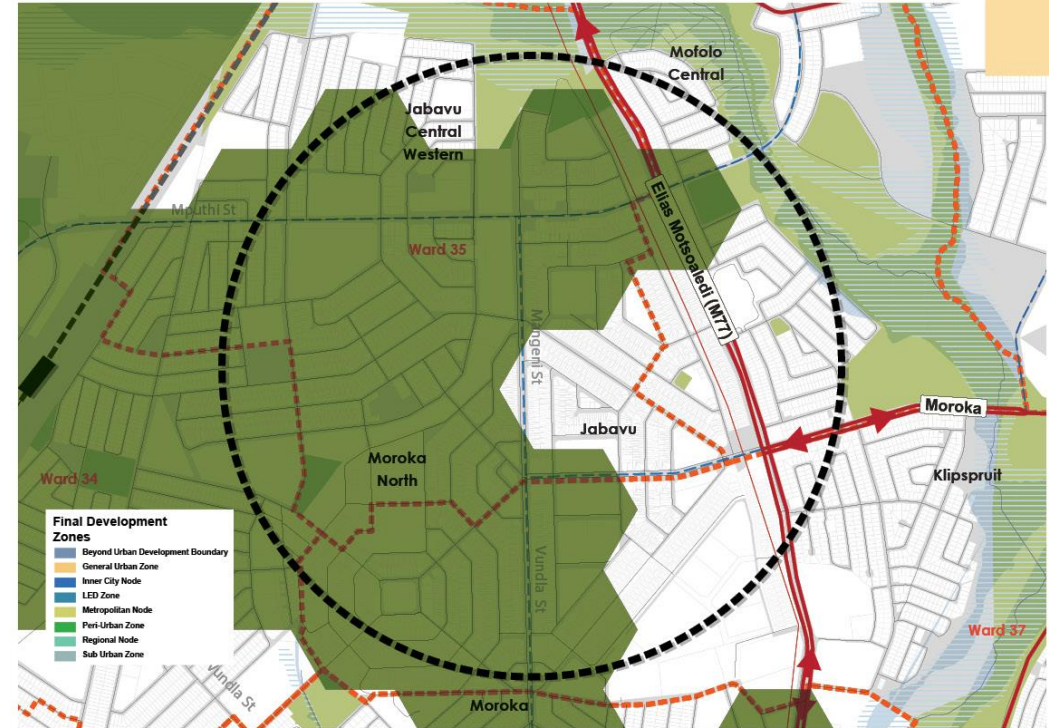 Mofolo
Central
Jabavu
Central
Western
Mputhi St
Elias Motsoaledi (M77)
Ward 35
Mangeni St
Moroka
Jabavu
Moroka
North
Klipspruit
Ward 34
Final Development
Zones
Beyond Urban Development Boundary
General Urban Zone
Inner City Node
LED Zone
Metropolitan Node
Peri-Urban Zone
Regional Node
Sub Urban Zone
Vundla St
Ward 37
Vundla St
Moroka